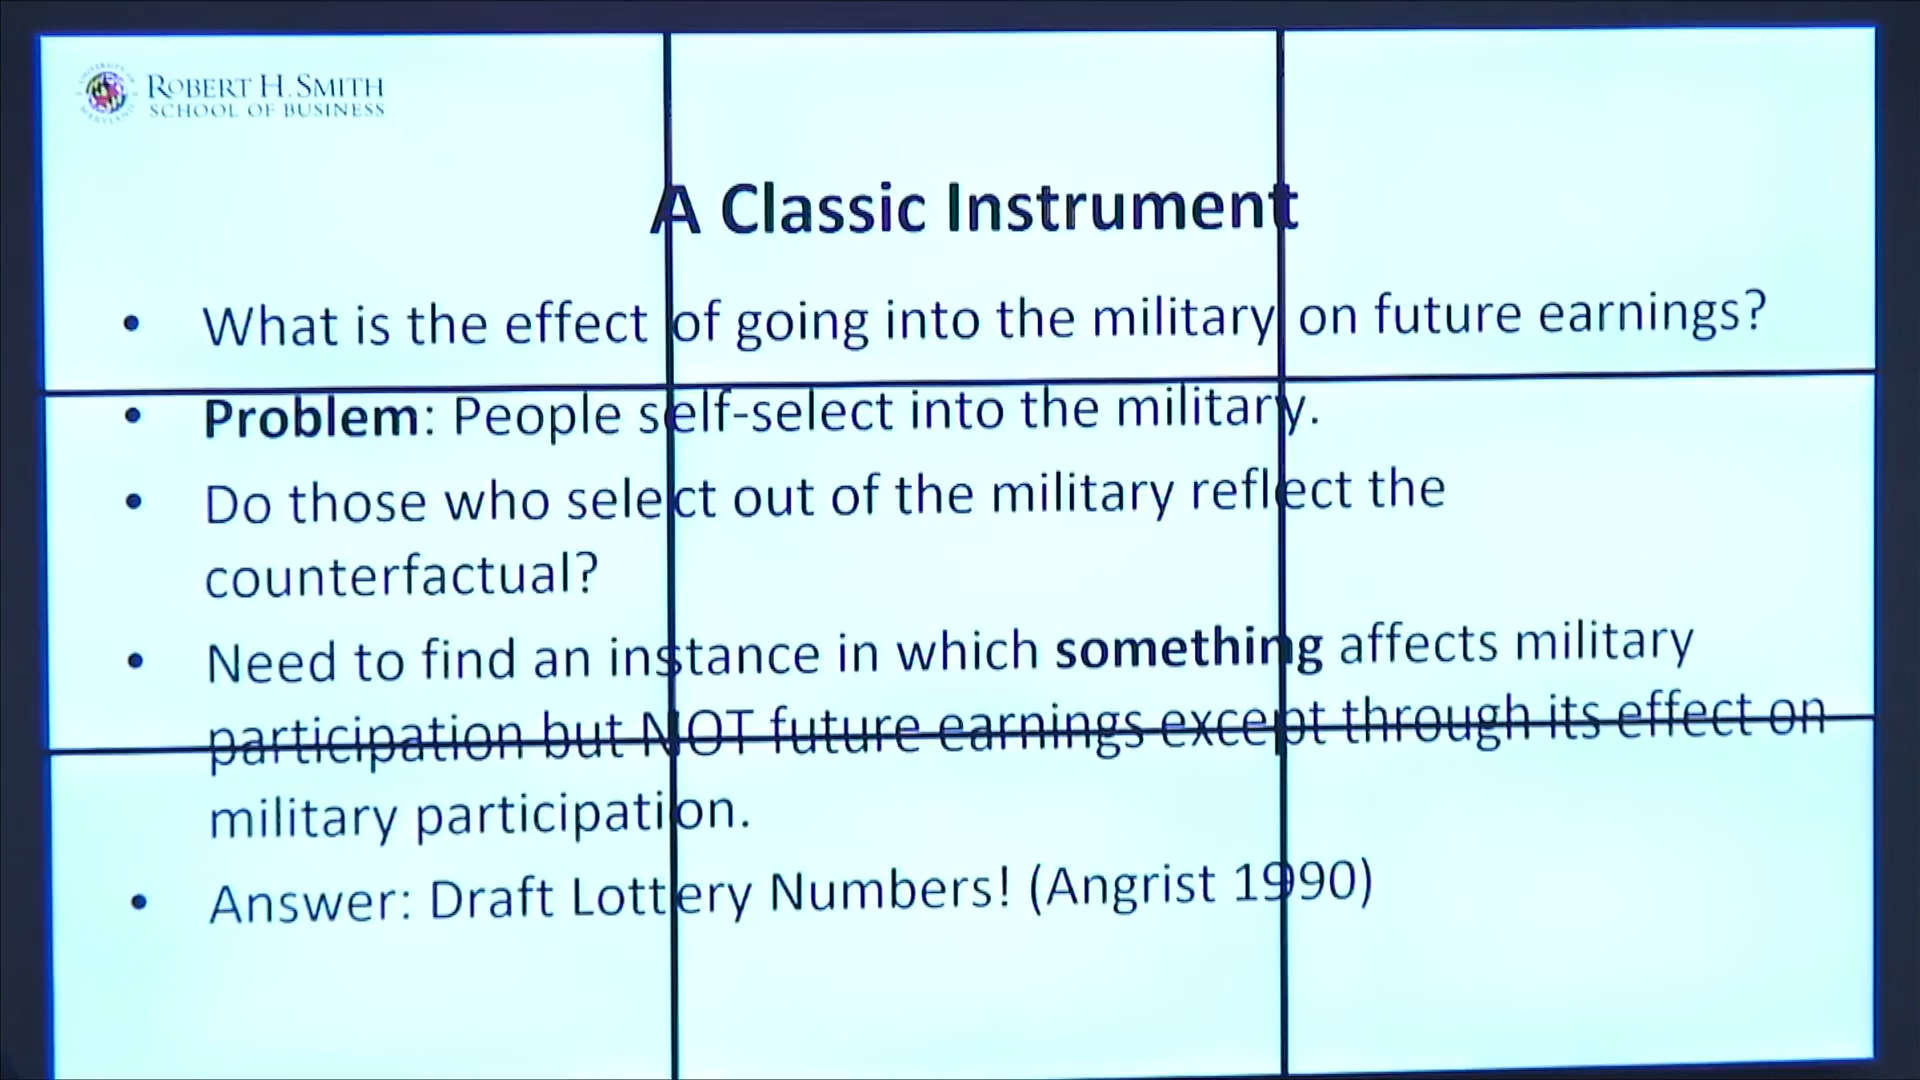 ROBERT H. SMITH
SCHOOL OF BUSINESS
A Classic Instrument
• What is the effect of going into the military on future earnings?
• Problem: People self-select into the military.
• Do those who select out of the military reflect the
counterfactual?
• Need to find an instance in which something affects military
participation but NOT future earnings except through its effect on
military participation.
• Answer: Draft Lottery Numbers! (Angrist 1990)